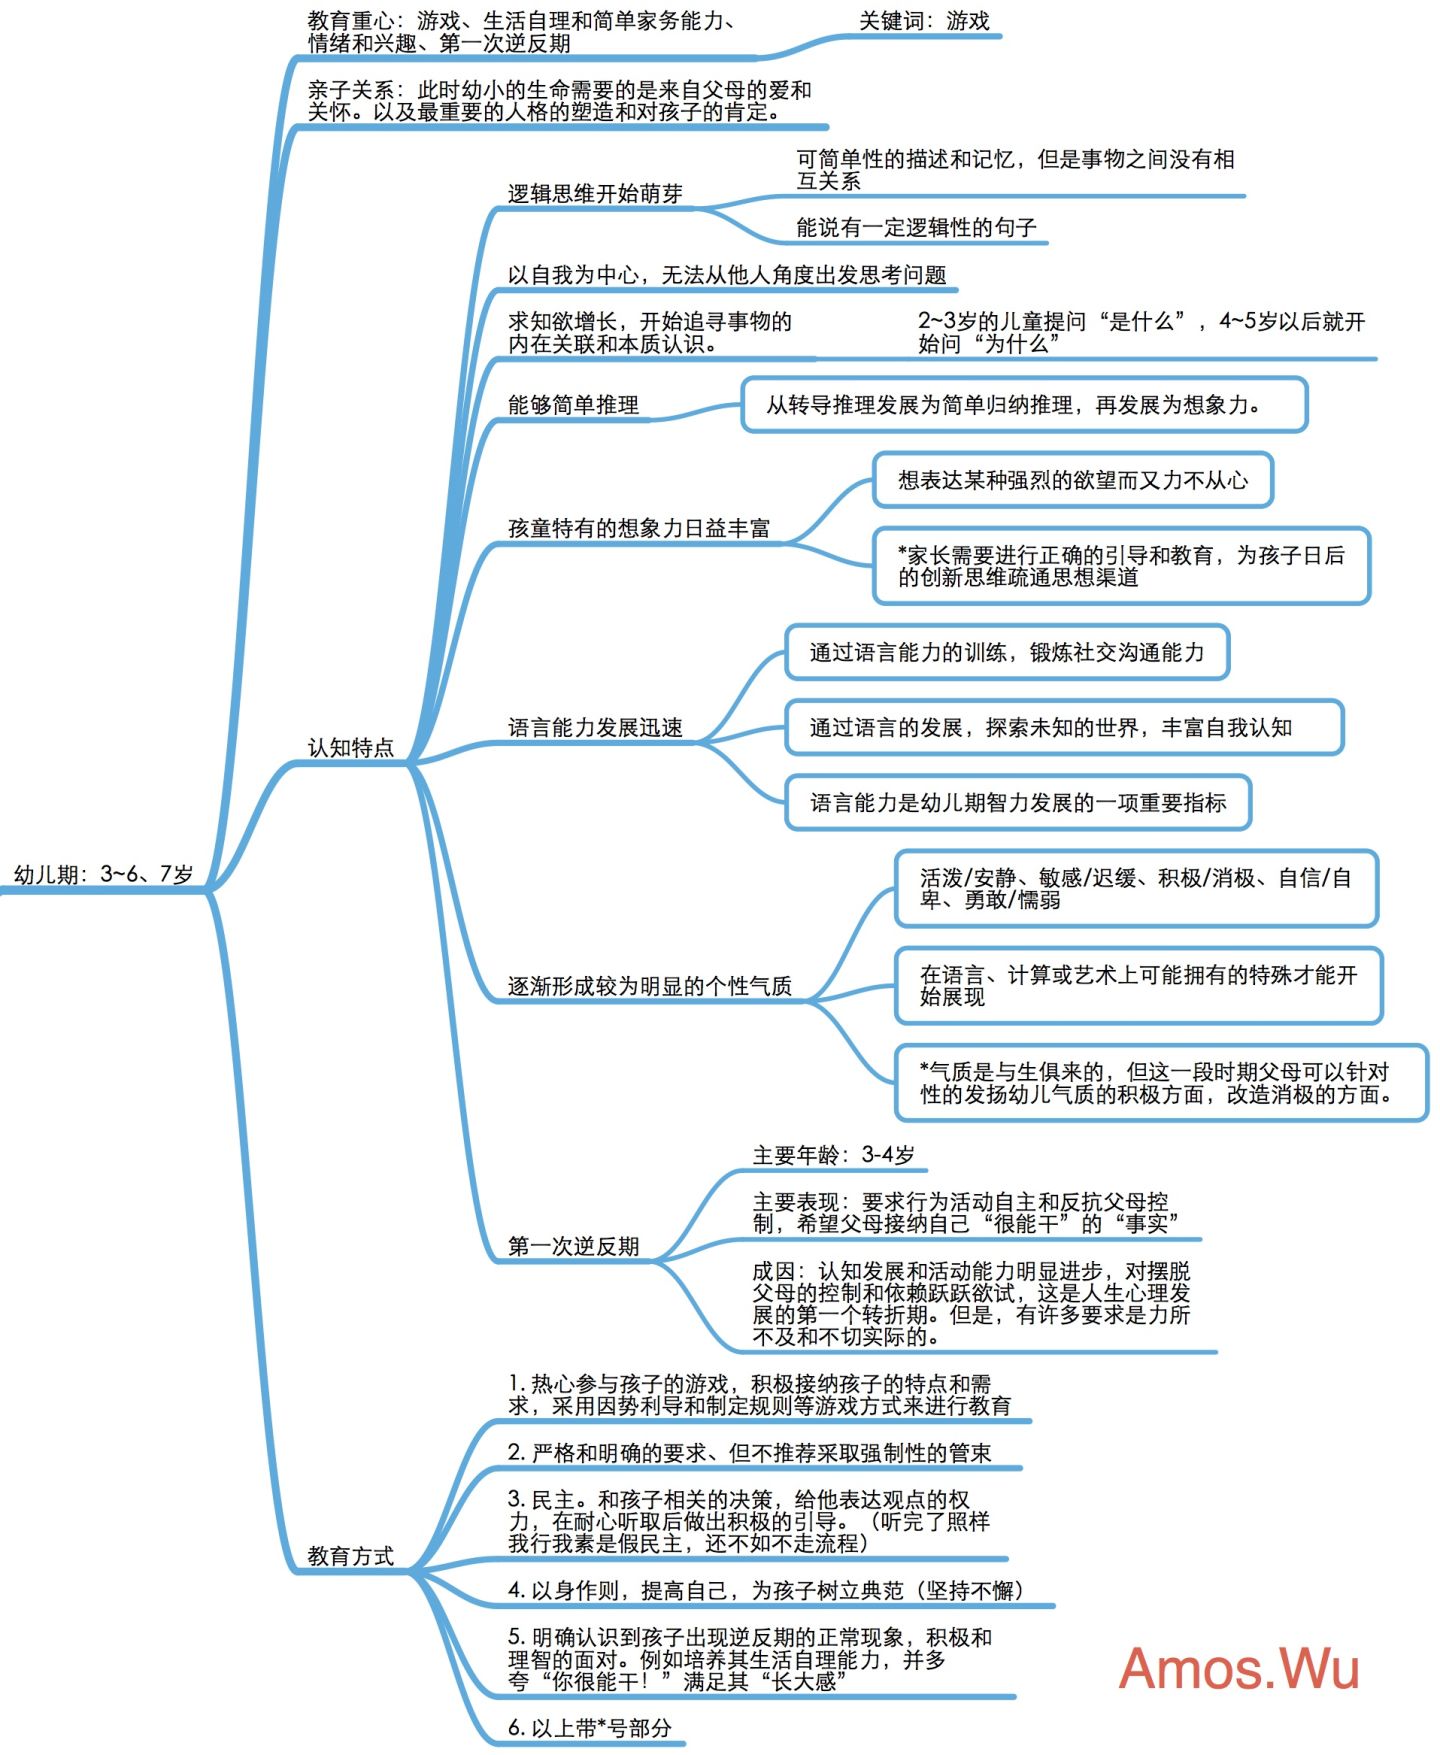 教育重心：游戏、生活自理和简单家务能力、
情绪和兴趣、第一次逆反期
关键词：游戏
亲子关系：此时幼小的生命需要的是来自父母的爱和
关怀。以及最重要的人格的塑造和对孩子的肯定。
逻辑思维开始萌芽
可简单性的描述和记忆，但是事物之间没有相
互关系
能说有一定逻辑性的句子
以自我为中心，无法从他人角度出发思考问题
求知欲增长，开始追寻事物的
内在关联和本质认识。
2~3岁的儿童提问“是什么”，4~5岁以后就开
始问“为什么”
能够简单推理
从转导推理发展为简单归纳推理，再发展为想象力。
孩童特有的想象力日益丰富
想表达某种强烈的欲望而又力不从心
*家长需要进行正确的引导和教育，为孩子日后
的创新思维疏通思想渠道
语言能力发展迅速
通过语言能力的训练，锻炼社交沟通能力
通过语言的发展，探索未知的世界，丰富自我认知
语言能力是幼儿期智力发展的一项重要指标
认知特点
幼儿期：3~6、7岁
逐渐形成较为明显的个性气质
活泼/安静、敏感/迟缓、积极/消极、自信/自
卑、勇敢/懦弱
在语言、计算或艺术上可能拥有的特殊才能开
始展现
*气质是与生俱来的，但这一段时期父母可以针对
性的发扬幼儿气质的积极方面，改造消极的方面。
第一次逆反期
主要年龄：3-4岁
主要表现：要求行为活动自主和反抗父母控
制，希望父母接纳自己“很能干”的“事实”
成因：认知发展和活动能力明显进步，对摆脱
父母的控制和依赖跃跃欲试，这是人生心理发
展的第一个转折期。但是，有许多要求是力所
不及和不切实际的。
教育方式
1. 热心参与孩子的游戏，积极接纳孩子的特点和需
求，采用因势利导和制定规则等游戏方式来进行教育
2. 严格和明确的要求、但不推荐采取强制性的管束
3. 民主。和孩子相关的决策，给他表达观点的权
力，在耐心听取后做出积极的引导。（听完了照样
我行我素是假民主，还不如不走流程）
4. 以身作则，提高自己，为孩子树立典范（坚持不懈）
5. 明确认识到孩子出现逆反期的正常现象，积极和
理智的面对。例如培养其生活自理能力，并多
夸“你很能干！”满足其“长大感”
6. 以上带*号部分
Amos.Wu